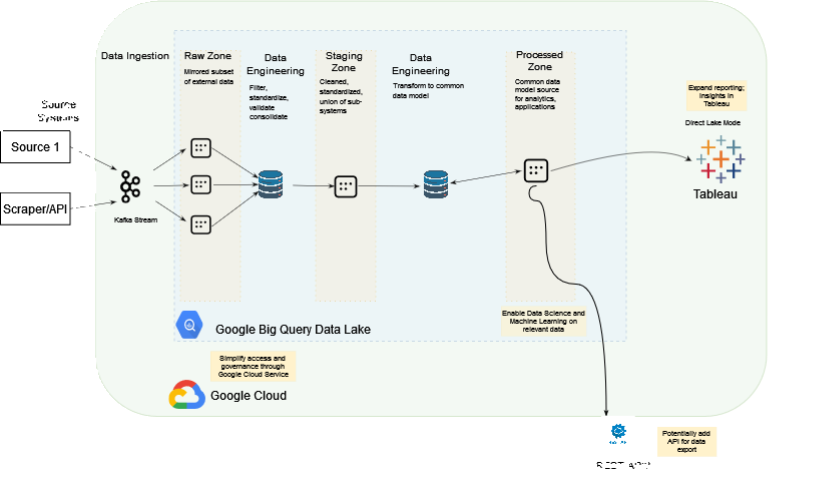 Source
Systems
Source 1
Scraper/API
Data Ingestion
Kafka Stream
Raw Zone
Mirrored subset
of external data
Data
Engineering
Filter,
standardize,
validate
consolidate
Staging
Zone
Cleaned,
standardized,
union of sub-
systems
Data
Engineering
Transform to common
data model
Processed
Zone
Common data
model source
for analytics,
applications
Expand reporting;
insights in
Tableau
Direct Lake Mode
Tableau
Enable Data Science and
Machine Learning on
relevant data
Google Big Query Data Lake
Simplify access and
governance through
Google Cloud Service
Google Cloud
Potentially add
API for data
export